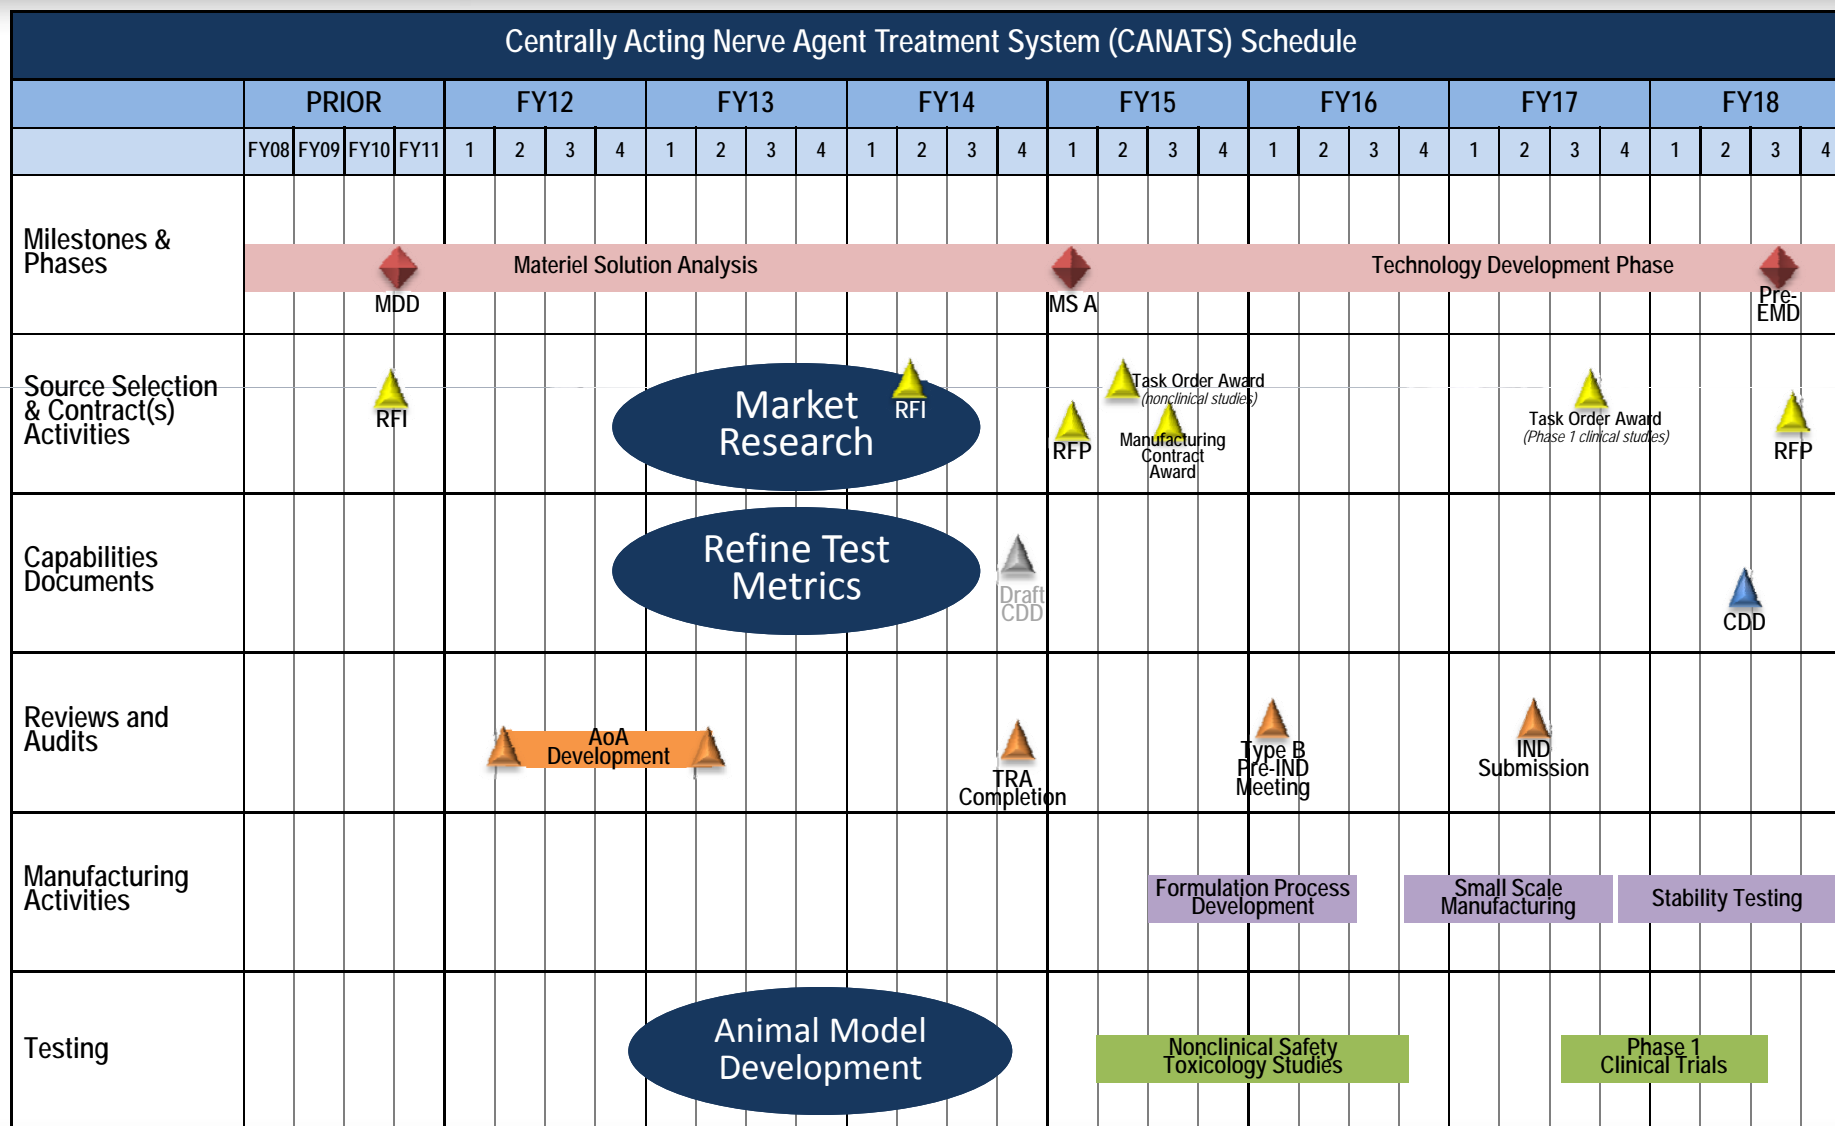 Centrally Acting Nerve Agent Treatment System (CANATS) Schedule
PRIOR FY12 FY13 FY14 FY15 FY16 FY17 FY18
FY08 FY09 FY10 FY11 1 2 3 4 1 2 3 4 1 2 3 4 1 2 3 4 1 2 3 4 1 2 3 4 1 2 3 4
Milestones &
Phases
Materiel Solution Analysis
Technology Development Phase
MDD
MS A
Pre-
EMD
Source Selection
& Contract(s)
Activities
RFI
Market
Research
RFI
RFP
Task Order Award
(nonclinical studies)
Manufacturing
Contract
Award
Task Order Award
(Phase 1 clinical studies)
RFP
Capabilities
Documents
Refine Test
Metrics
Draft
CDD
CDD
Reviews and
Audits
AoA
Development
TRA
Completion
Type B
Pre-IND
Meeting
IND
Submission
Manufacturing
Activities
Formulation Process
Development
Small Scale
Manufacturing
Stability Testing
Testing
Animal Model
Development
Nonclinical Safety
Toxicology Studies
Phase 1
Clinical Trials